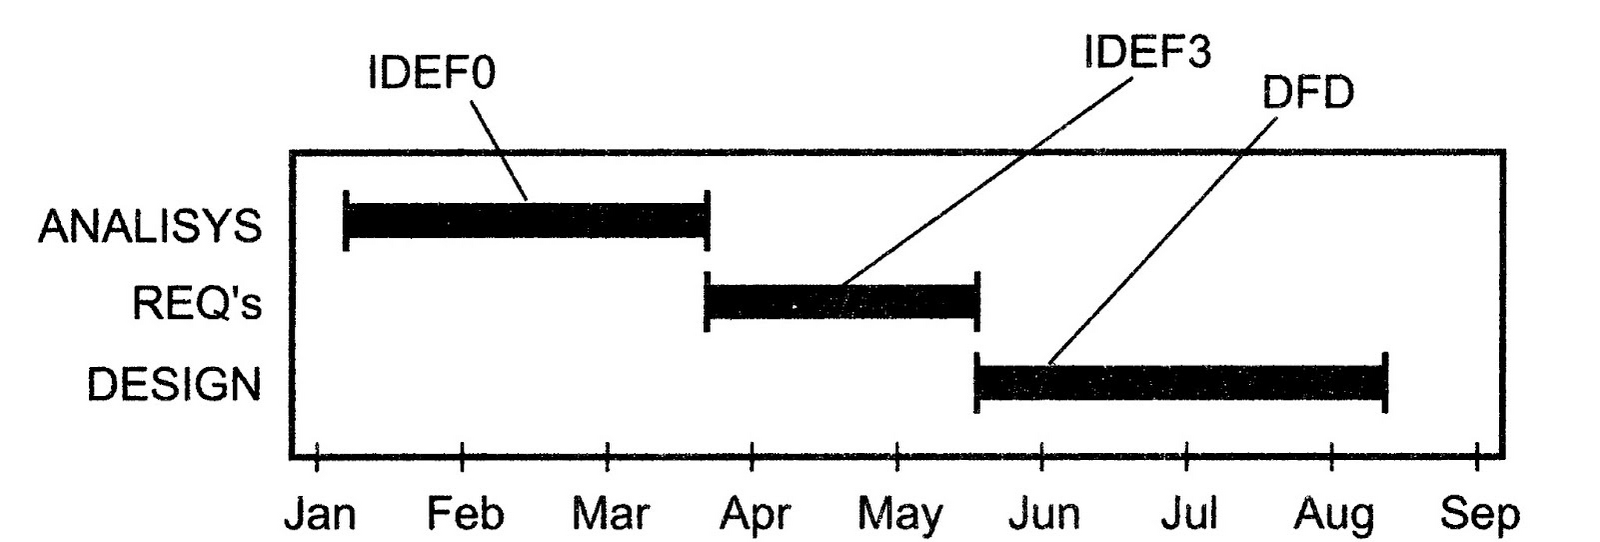 IDEF0
IDEF3
DFD
ANALISYS
REQ's
DESIGN
Jan Feb Mar Apr May Jun Jul Aug Sep